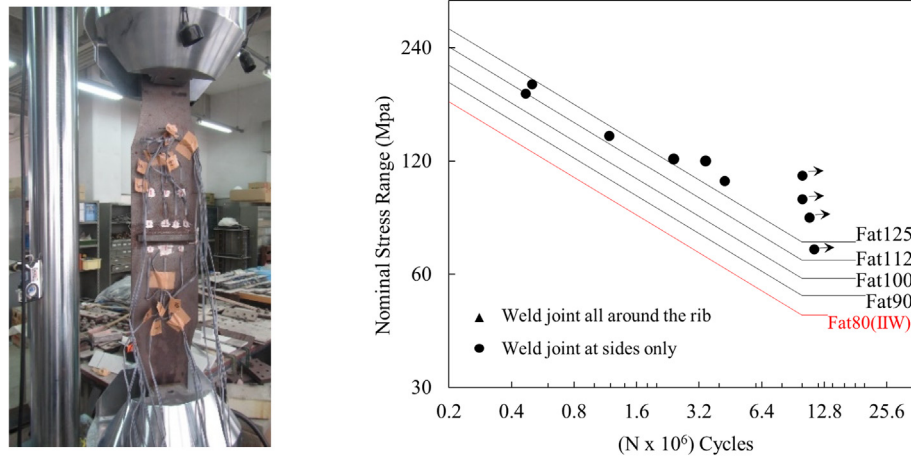 240
120
60
30
Nominal Stress Range (Mpa)
Fat125
Fat112
Fat100
Fat90
Fat80(IIW)
Weld joint all around the rib
Weld joint at sides only
0.2 0.4 0.8 1.6 3.2 6.4 12.8 25.6
(N x 10⁶) Cycles